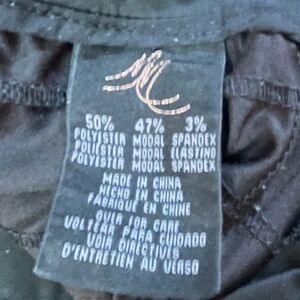 50% 47% 3%
POLYESTER MODAL SPANDEX
POLIESTER MODAL ELASTINO
POLYESTER MODAL SPANDEX
MADE IN CHINA
HECHO EN CHINA
FABRIQUE EN CHINE
OVER FOR CARE
VOLTEAR PARA CUIDADO
VOIR DIRECTIVES
D'ENTRETIEN AU VERSO